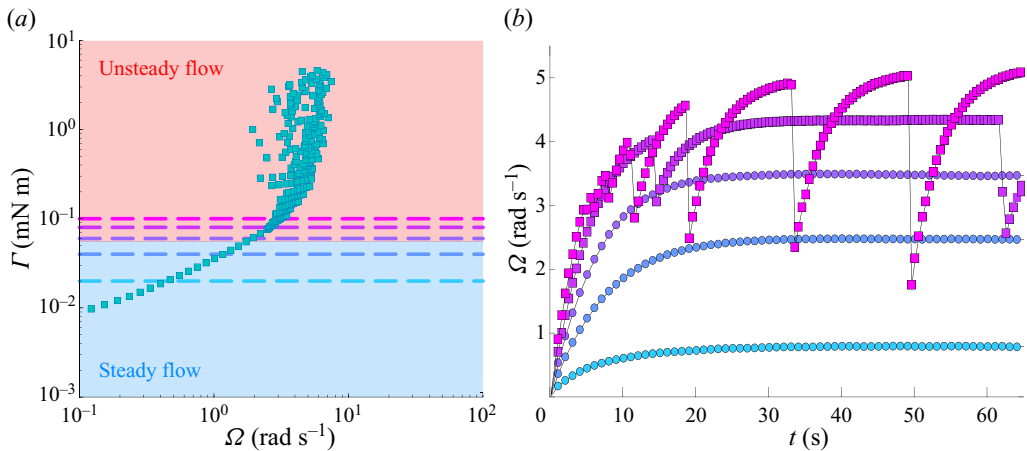 (a)
(b)
10¹
10⁰
10⁻¹
10⁻²
10⁻³
Γ (mN m)
Unsteady flow
Steady flow
10⁻¹ 10⁰ 10¹ 10²
Ω (rad s⁻¹)
5
4
3
2
1
Ω (rad s⁻¹)
0 10 20 30 40 50 60
t (s)